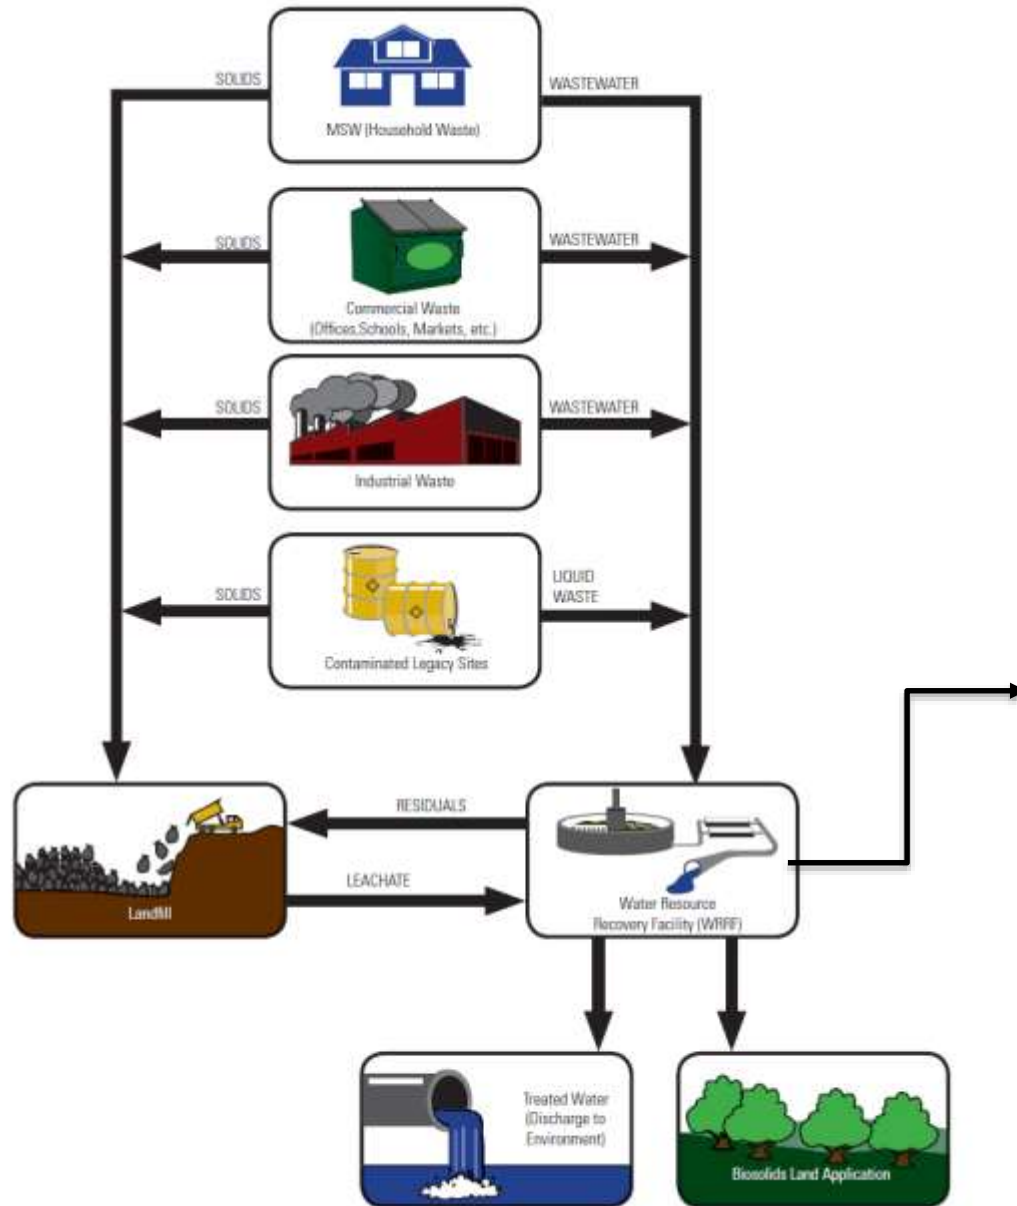 SOLIDS
WASTEWATER
MSW (Household Waste)
SOLIDS
WASTEWATER
Commercial Waste
(Offices,Schools, Markets, etc.)
SOLIDS
WASTEWATER
Industrial Waste
SOLIDS
LIQUID
WASTE
Contaminated Legacy Sites
RESIDUALS
LEACHATE
Landfill
Water Resource
Recovery Facility (WRRF)
Treated Water
(Discharge to
Environment)
Biosolids Land Application